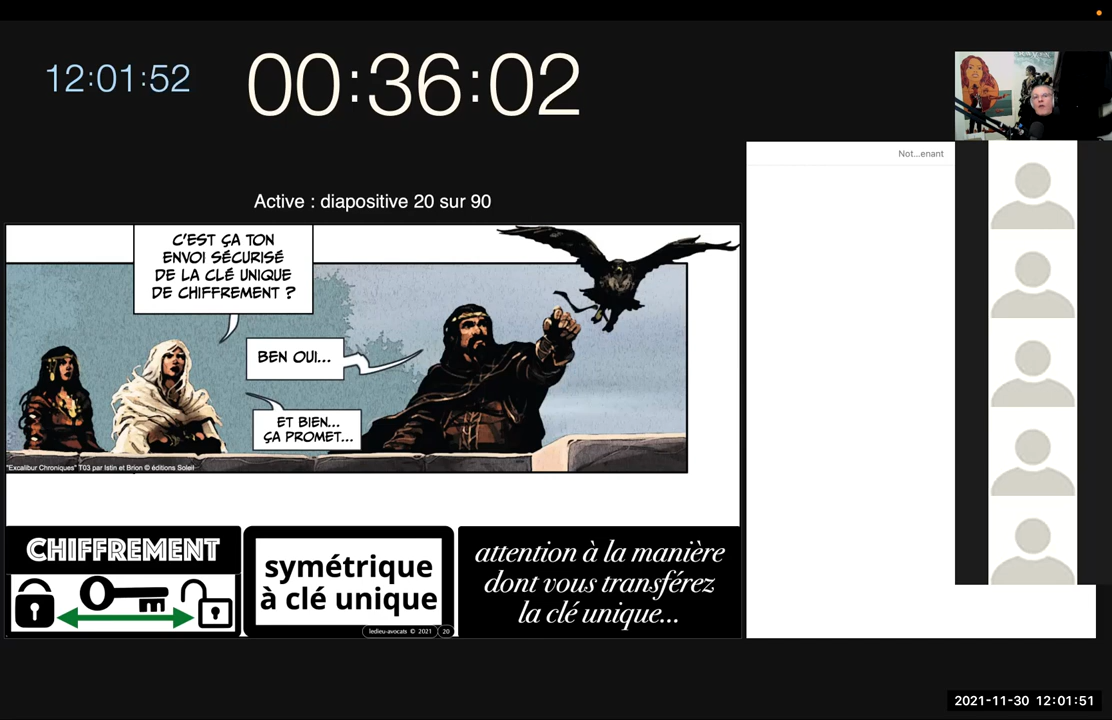 12:01:52
00:36:02
Not...enant
Active : diapositive 20 sur 90
C'EST ÇA TON
ENVOI SÉCURISÉ
DE LA CLÉ UNIQUE
DE CHIFFREMENT ?
BEN OUI...
ET BIEN...
ÇA PROMET...
"Excalibur Chroniques" T03 par Istin et Brion © éditions Soleil
CHIFFREMENT
symétrique
à clé unique
attention à la manière
dont vous transférez
la clé unique...
ledieu-avocats © 2021
20
2021-11-30 12:01:51